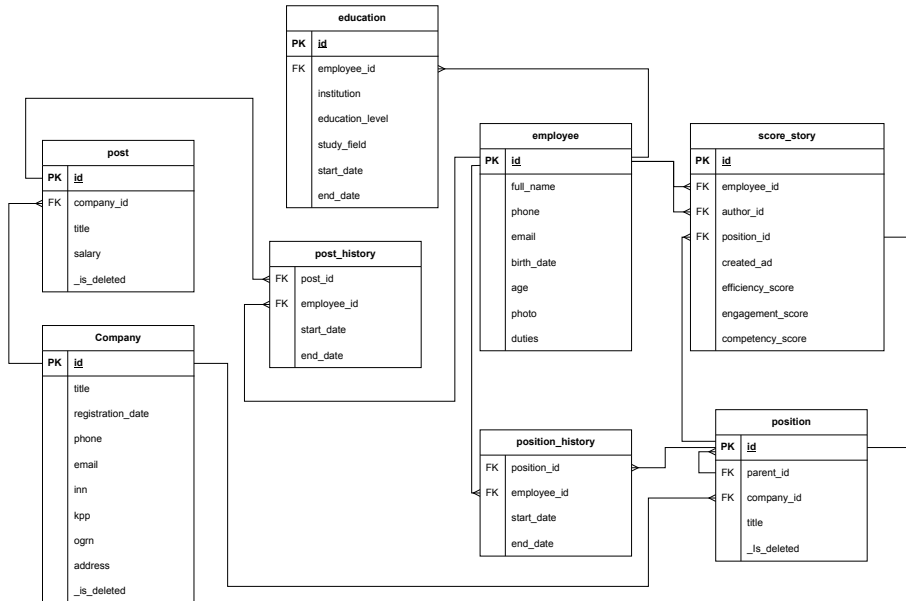 education
PK id
FK employee_id
institution
education_level
study_field
start_date
end_date
post
PK id
FK company_id
title
salary
_is_deleted
employee
PK id
full_name
phone
email
birth_date
age
photo
duties
score_story
PK id
FK employee_id
FK author_id
FK position_id
created_ad
efficiency_score
engagement_score
competency_score
post_history
FK post_id
FK employee_id
start_date
end_date
Company
PK id
title
registration_date
phone
email
inn
kpp
ogrn
address
_is_deleted
position_history
FK position_id
FK employee_id
start_date
end_date
position
PK id
FK parent_id
FK company_id
title
_Is_deleted